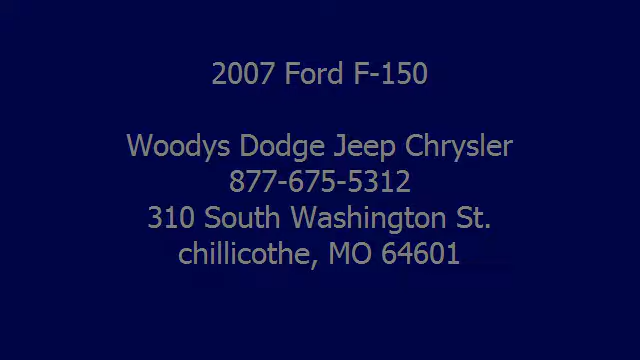 2007 Ford F-150
Woodys Dodge Jeep Chrysler
877-675-5312
310 South Washington St.
chillicothe, MO 64601